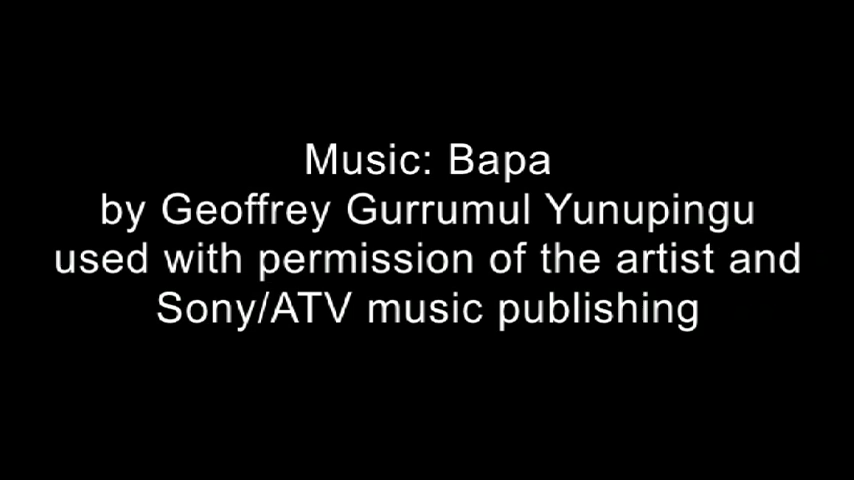 Music: Bapa
by Geoffrey Gurrumul Yunupingu
used with permission of the artist and
Sony/ATV music publishing